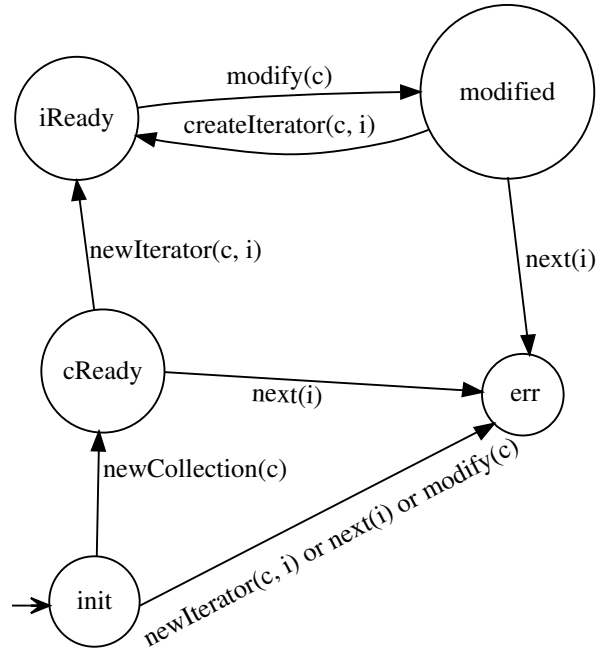 modify(c)
iReady
modified
createIterator(c, i)
newIterator(c, i)
next(i)
cReady
next(i)
err
newCollection(c)
newIterator(c, i) or next(i) or modify(c)
init